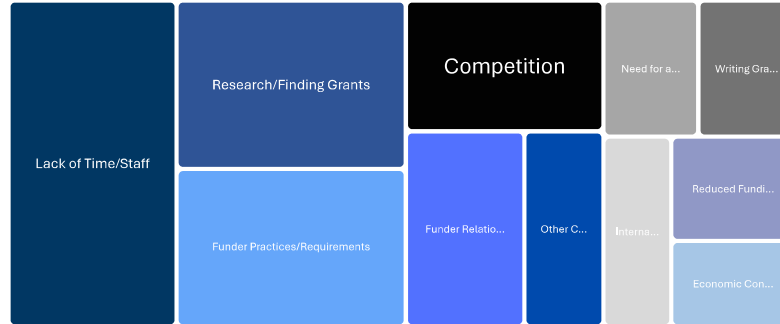 Lack of Time/Staff
Research/Finding Grants
Funder Practices/Requirements
Competition
Funder Relatio...
Other C...
Need for a...
Writing Gra...
Interna...
Reduced Fundi...
Economic Con...